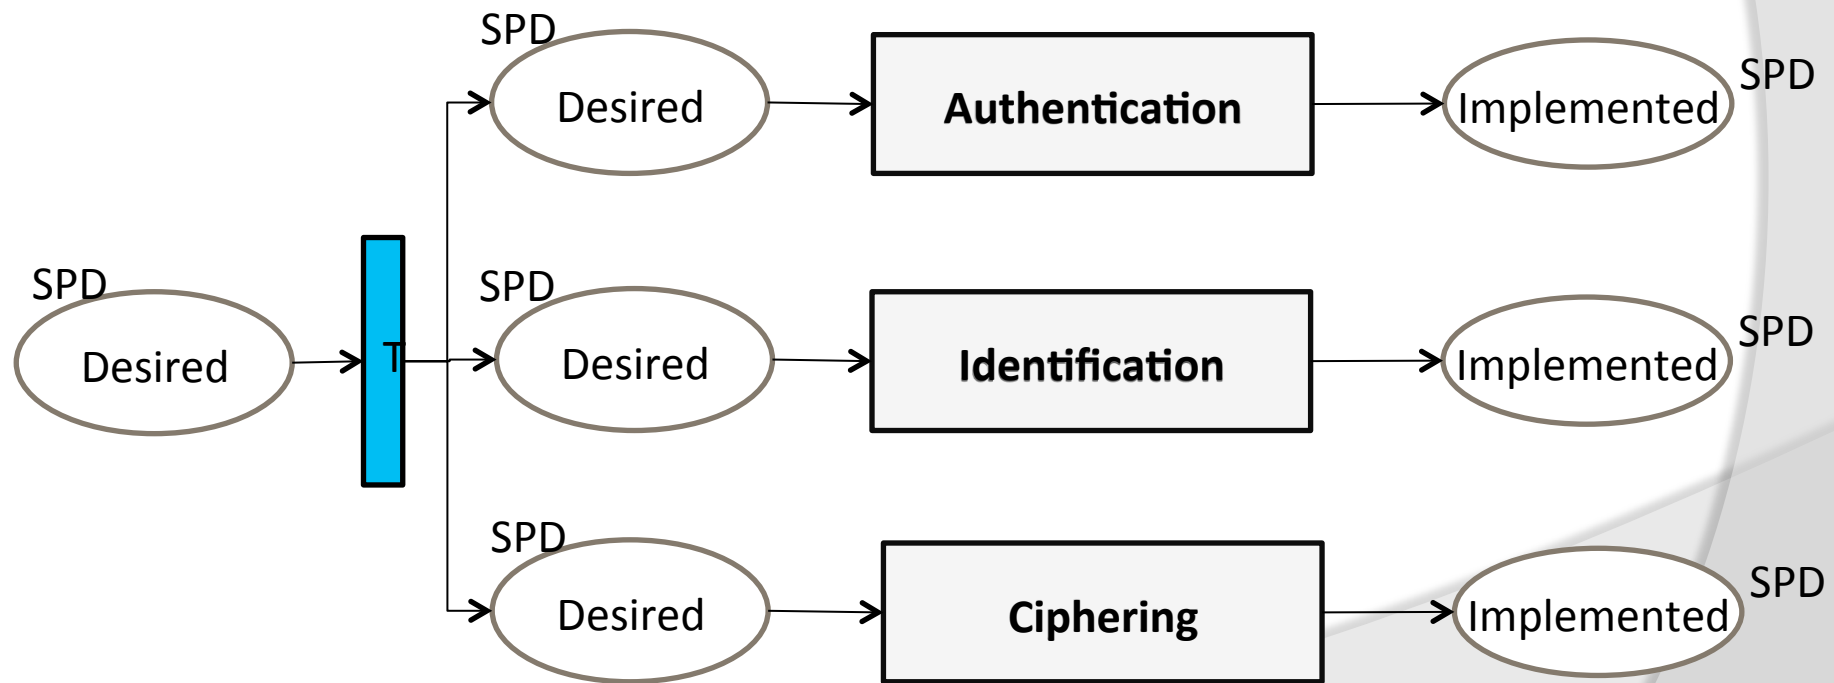 SPD
Desired
Authentication
Implemented
SPD
SPD
Desired
T
SPD
Desired
Identification
Implemented
SPD
SPD
Desired
Ciphering
Implemented
SPD